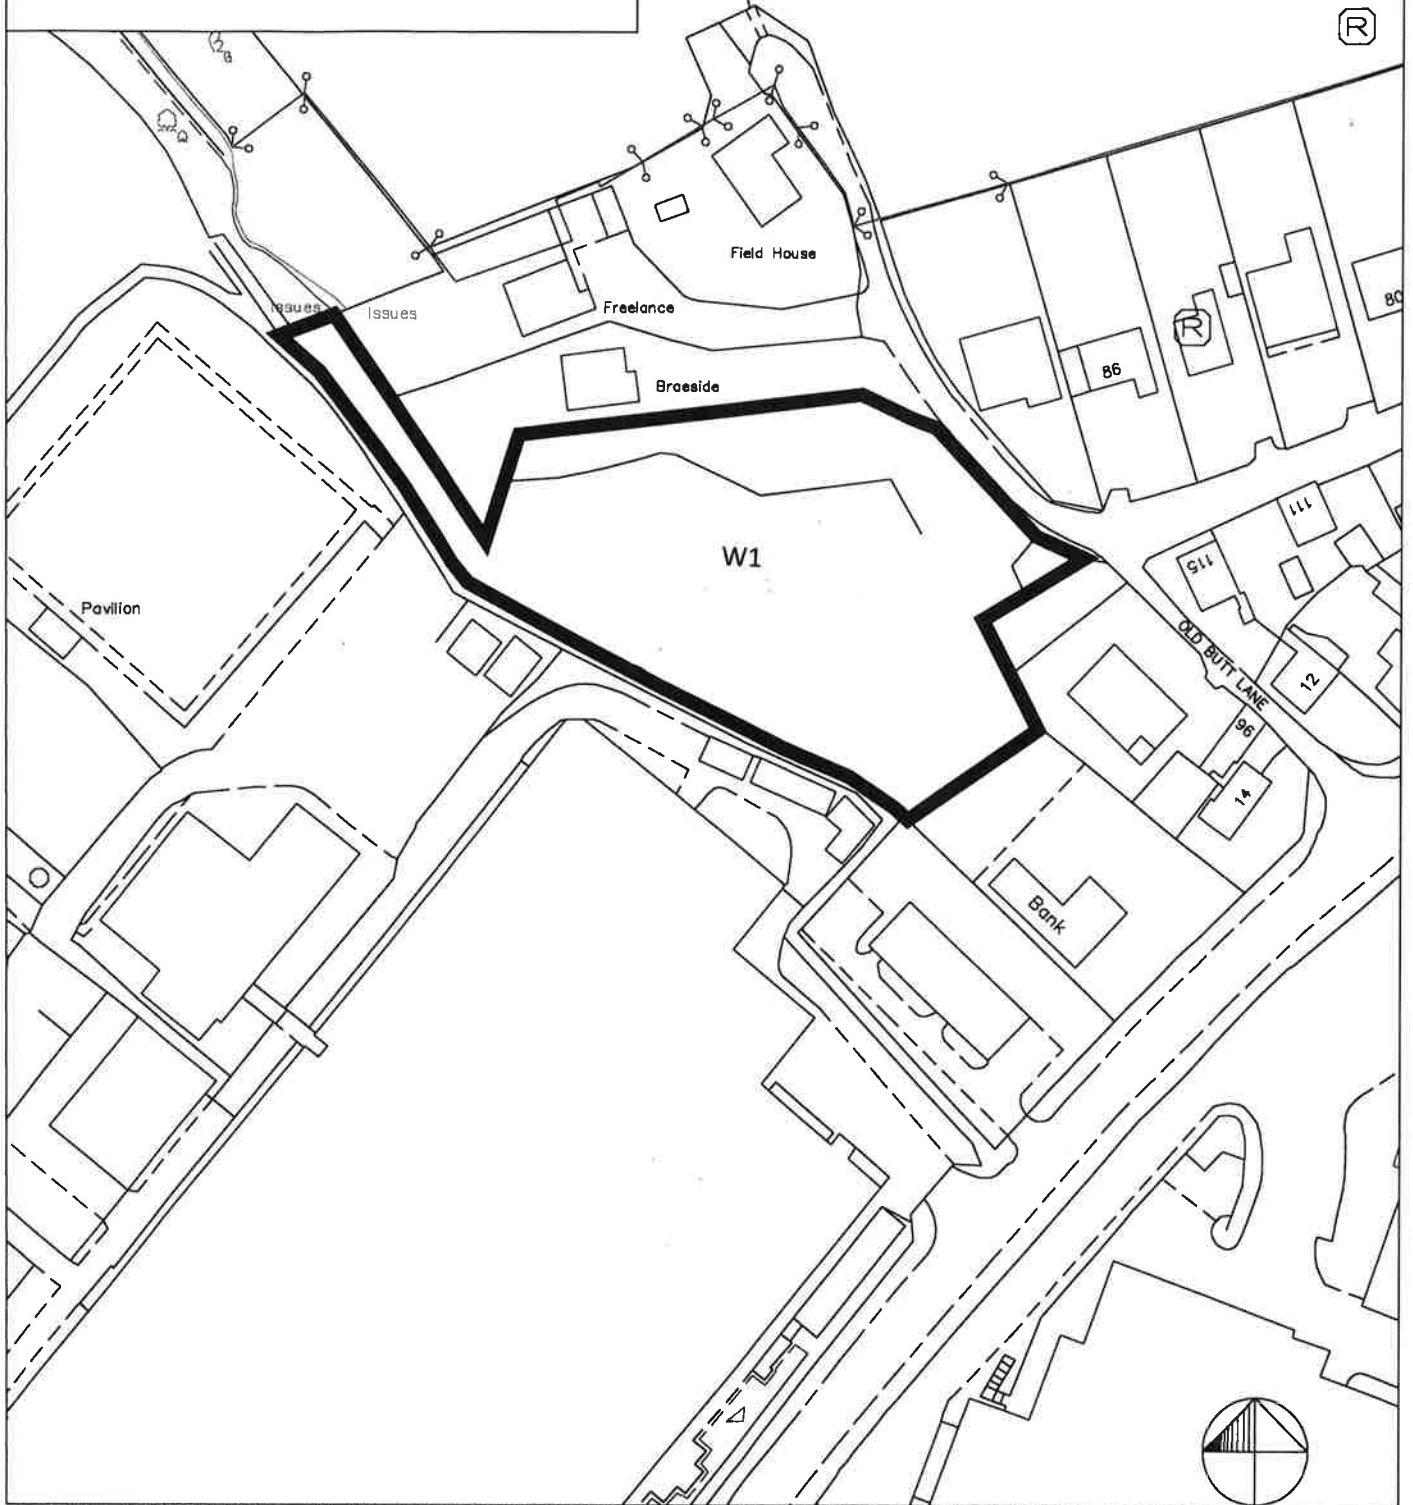 R
Field House
Issues
Issues
Freelance
80
R
86
Braeside
111
W1
115
Pavilion
OLD BUTT LANE
12
96
14
Bank